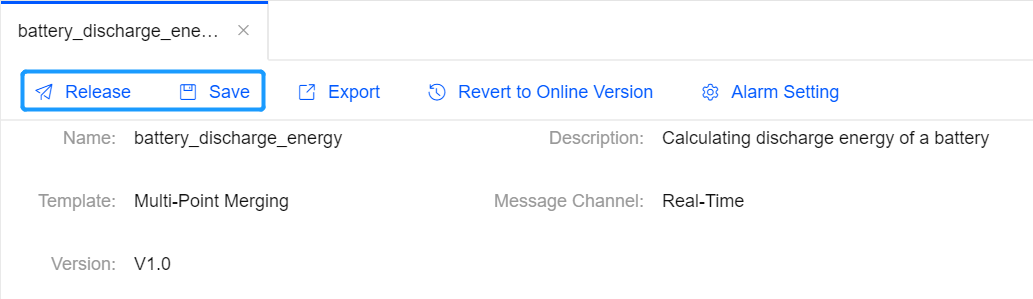 battery_discharge_ene...
Release Save Export Revert to Online Version Alarm Setting
Name: battery_discharge_energy Description: Calculating discharge energy of a battery
Template: Multi-Point Merging Message Channel: Real-Time
Version: V1.0